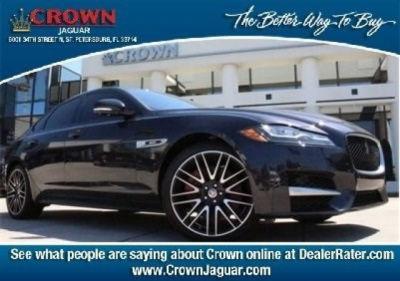 CROWN
JAGUAR
6001 34TH STREET N, ST. PETERSBURG, FL 33714
The Better Way To Buy
CROWN
See what people are saying about Crown online at DealerRater.com
www.CrownJaguar.com